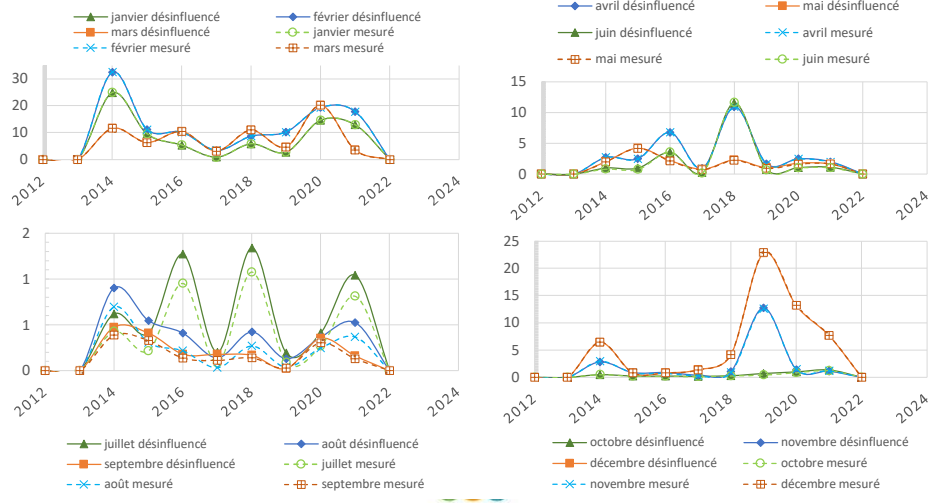 janvier désinfluencé février désinfluencé
mars désinfluencé janvier mesuré
février mesuré mars mesuré
30
20
10
0
2012 2014 2016 2018 2020 2022 2024
avril désinfluencé mai désinfluencé
juin désinfluencé avril mesuré
mai mesuré juin mesuré
15
10
5
0
2012 2014 2016 2018 2020 2022 2024
2
1
1
0
2012 2014 2016 2018 2020 2022 2024
juillet désinfluencé août désinfluencé
septembre désinfluencé juillet mesuré
août mesuré septembre mesuré
25
20
15
10
5
0
2012 2014 2016 2018 2020 2022 2024
octobre désinfluencé novembre désinfluencé
décembre désinfluencé octobre mesuré
novembre mesuré décembre mesuré